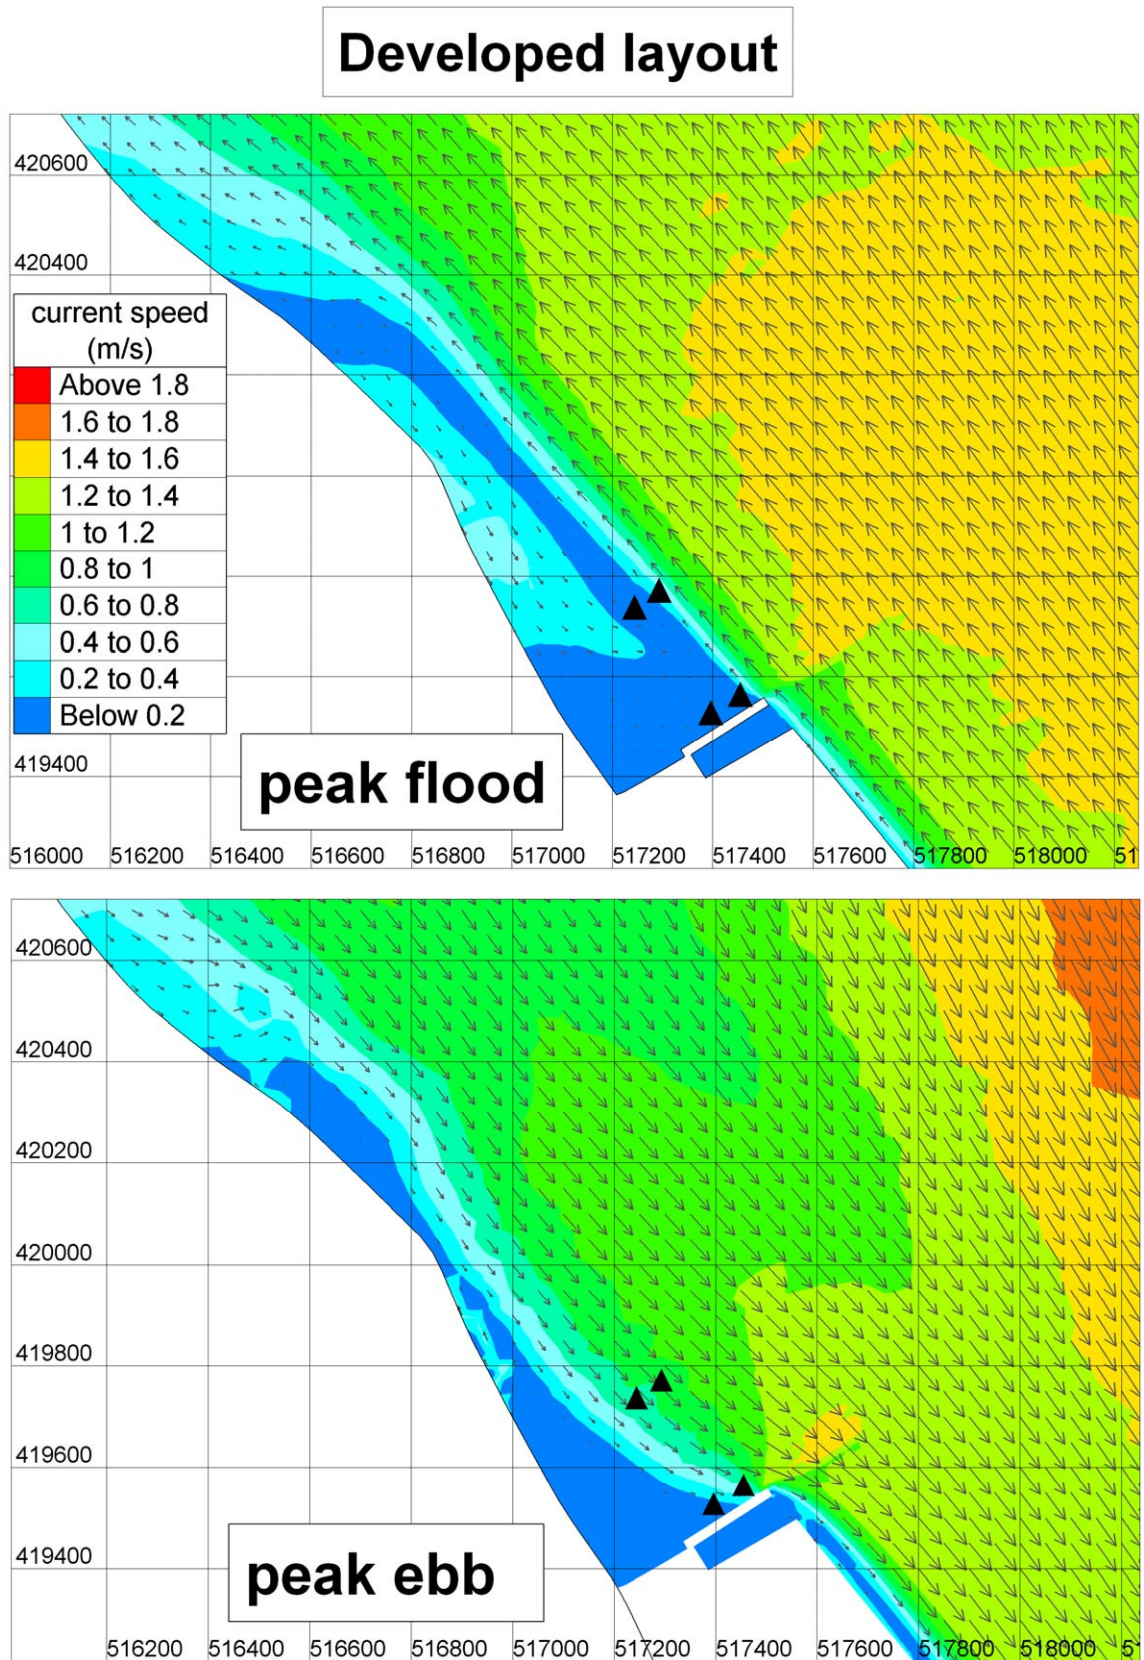 Developed layout
420600
420400
current speed
(m/s)
Above 1.8
1.6 to 1.8
1.4 to 1.6
1.2 to 1.4
1 to 1.2
0.8 to 1
0.6 to 0.8
0.4 to 0.6
0.2 to 0.4
Below 0.2
419400
peak flood
516000 516200 516400 516600 516800 517000 517200 517400 517600 517800 518000 51
420600
420400
420200
420000
419800
419600
419400
peak ebb
516200 516400 516600 516800 517000 517200 517400 517600 517800 518000